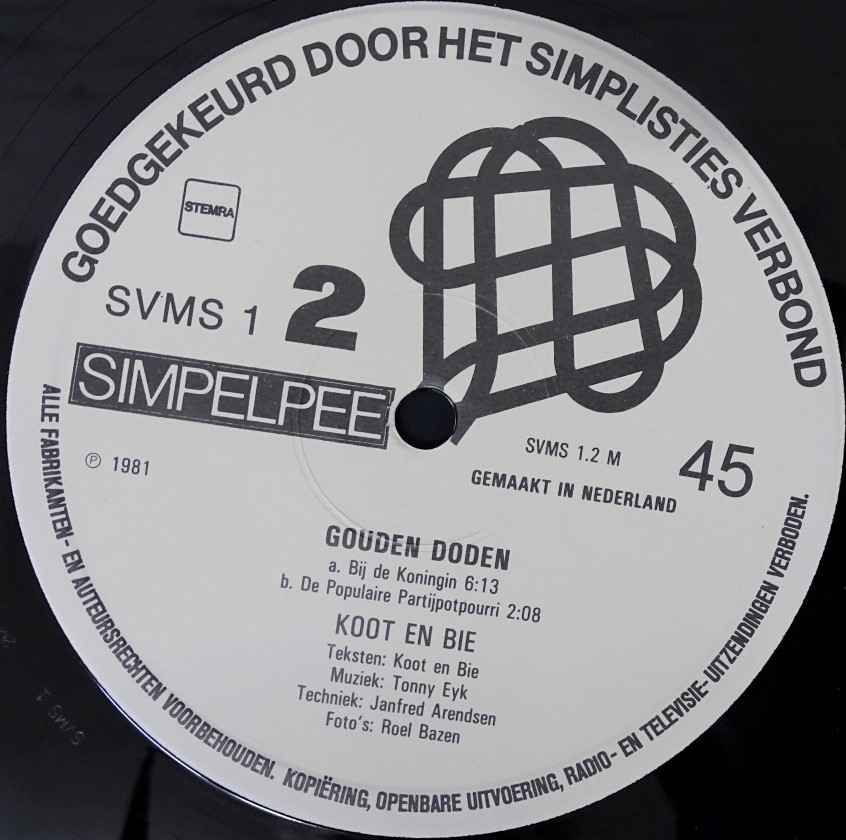 GOEDGEKEURD DOOR HET SIMPLISTIES VERBOND
STEMRA
SVMS 1
2
SIMPELPEE
℗ 1981
SVMS 1.2 M
GEMAAKT IN NEDERLAND
45
GOUDEN DODEN
a. Bij de Koningin 6:13
b. De Populaire Partijpotpourri 2:08
KOOT EN BIE
Teksten: Koot en Bie
Muziek: Tonny Eyk
Techniek: Janfred Arendsen
Foto's: Roel Bazen
ALLE FABRIKANTEN- EN AUTEURSRECHTEN VOORBEHOUDEN. KOPIËRING, OPENBARE UITVOERING, RADIO- EN TELEVISIE-UITZENDINGEN VERBODEN.
SVMS 1